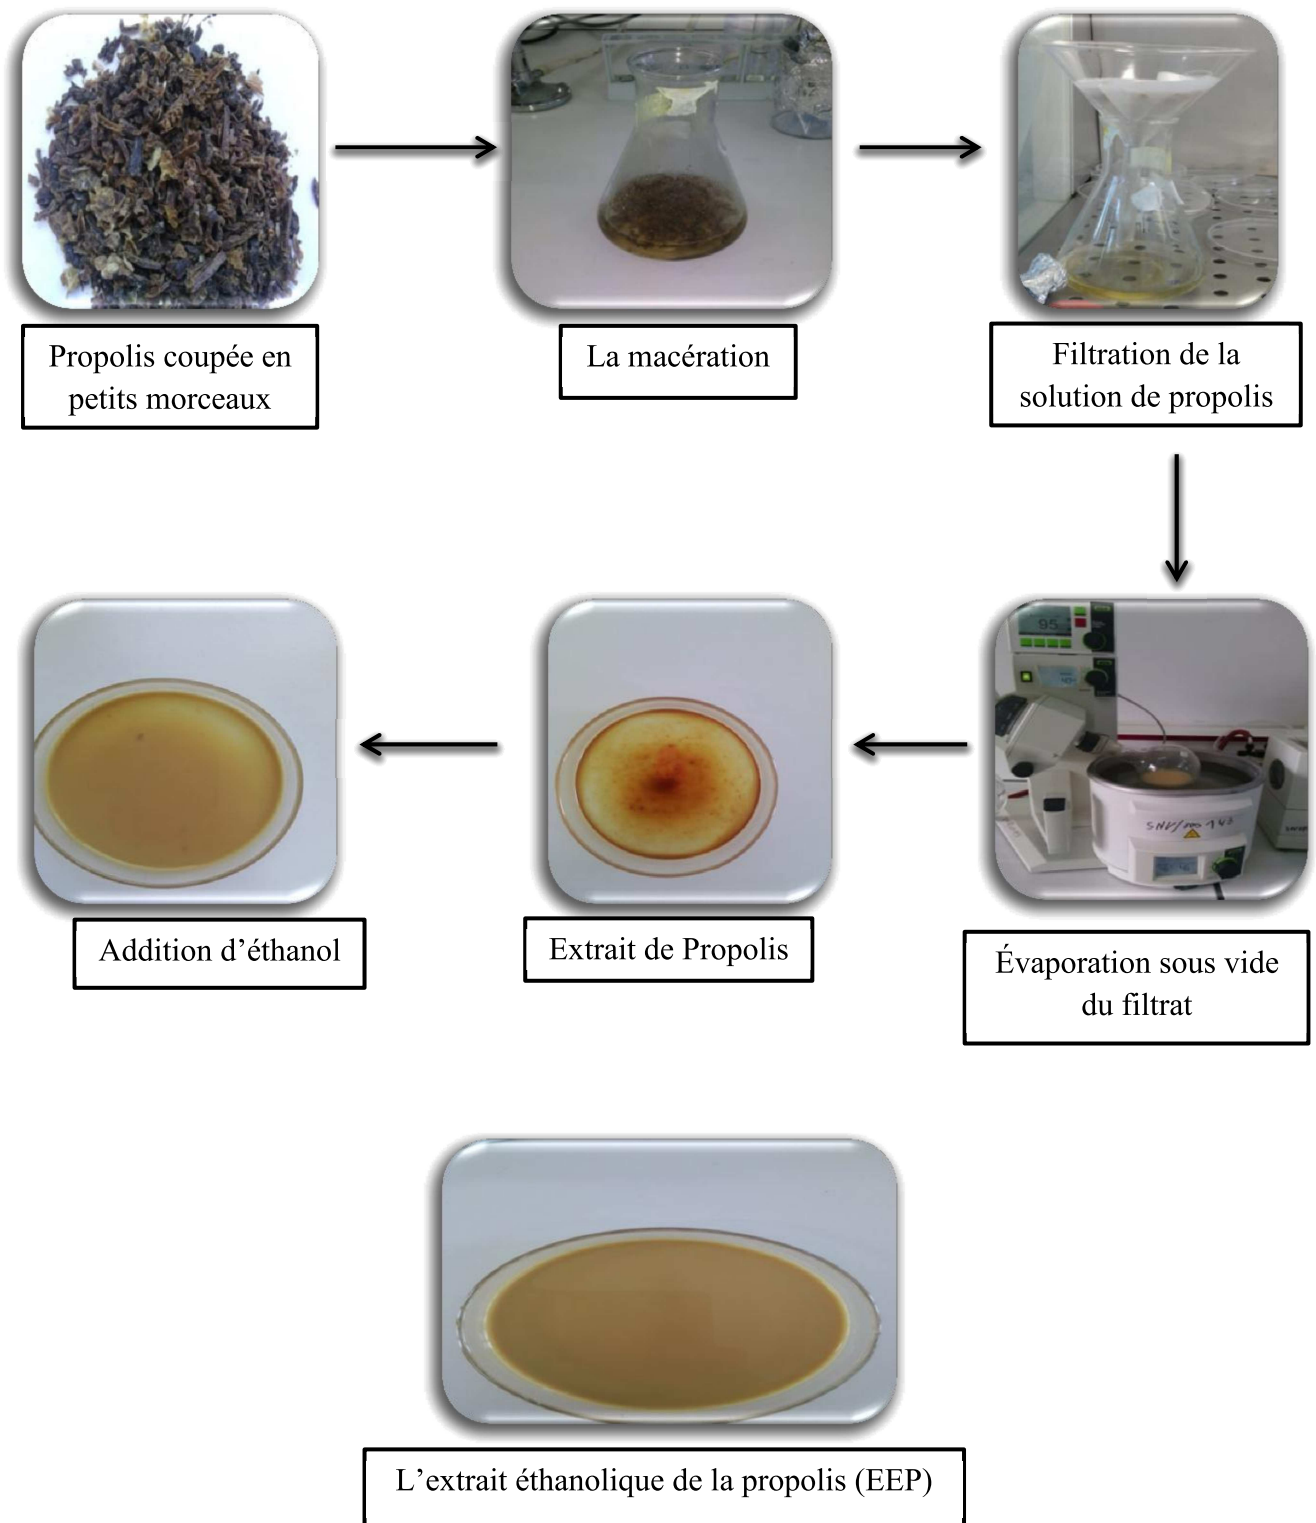 Propolis coupée en
petits morceaux
La macération
Filtration de la
solution de propolis
Addition d’éthanol
Extrait de Propolis
Évaporation sous vide
du filtrat
95
L’extrait éthanolique de la propolis (EEP)